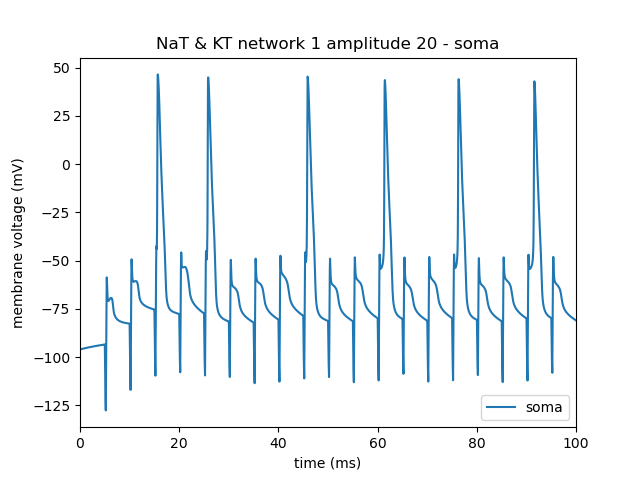 NaT & KT network 1 amplitude 20 - soma
membrane voltage (mV)
50
25
0
−25
−50
−75
−100
−125
soma
0 20 40 60 80 100
time (ms)